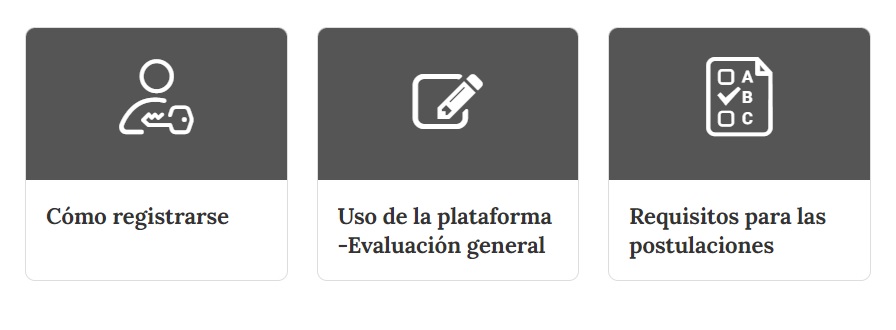 A
B
C
Cómo registrarse
Uso de la plataforma
-Evaluación general
Requisitos para las
postulaciones